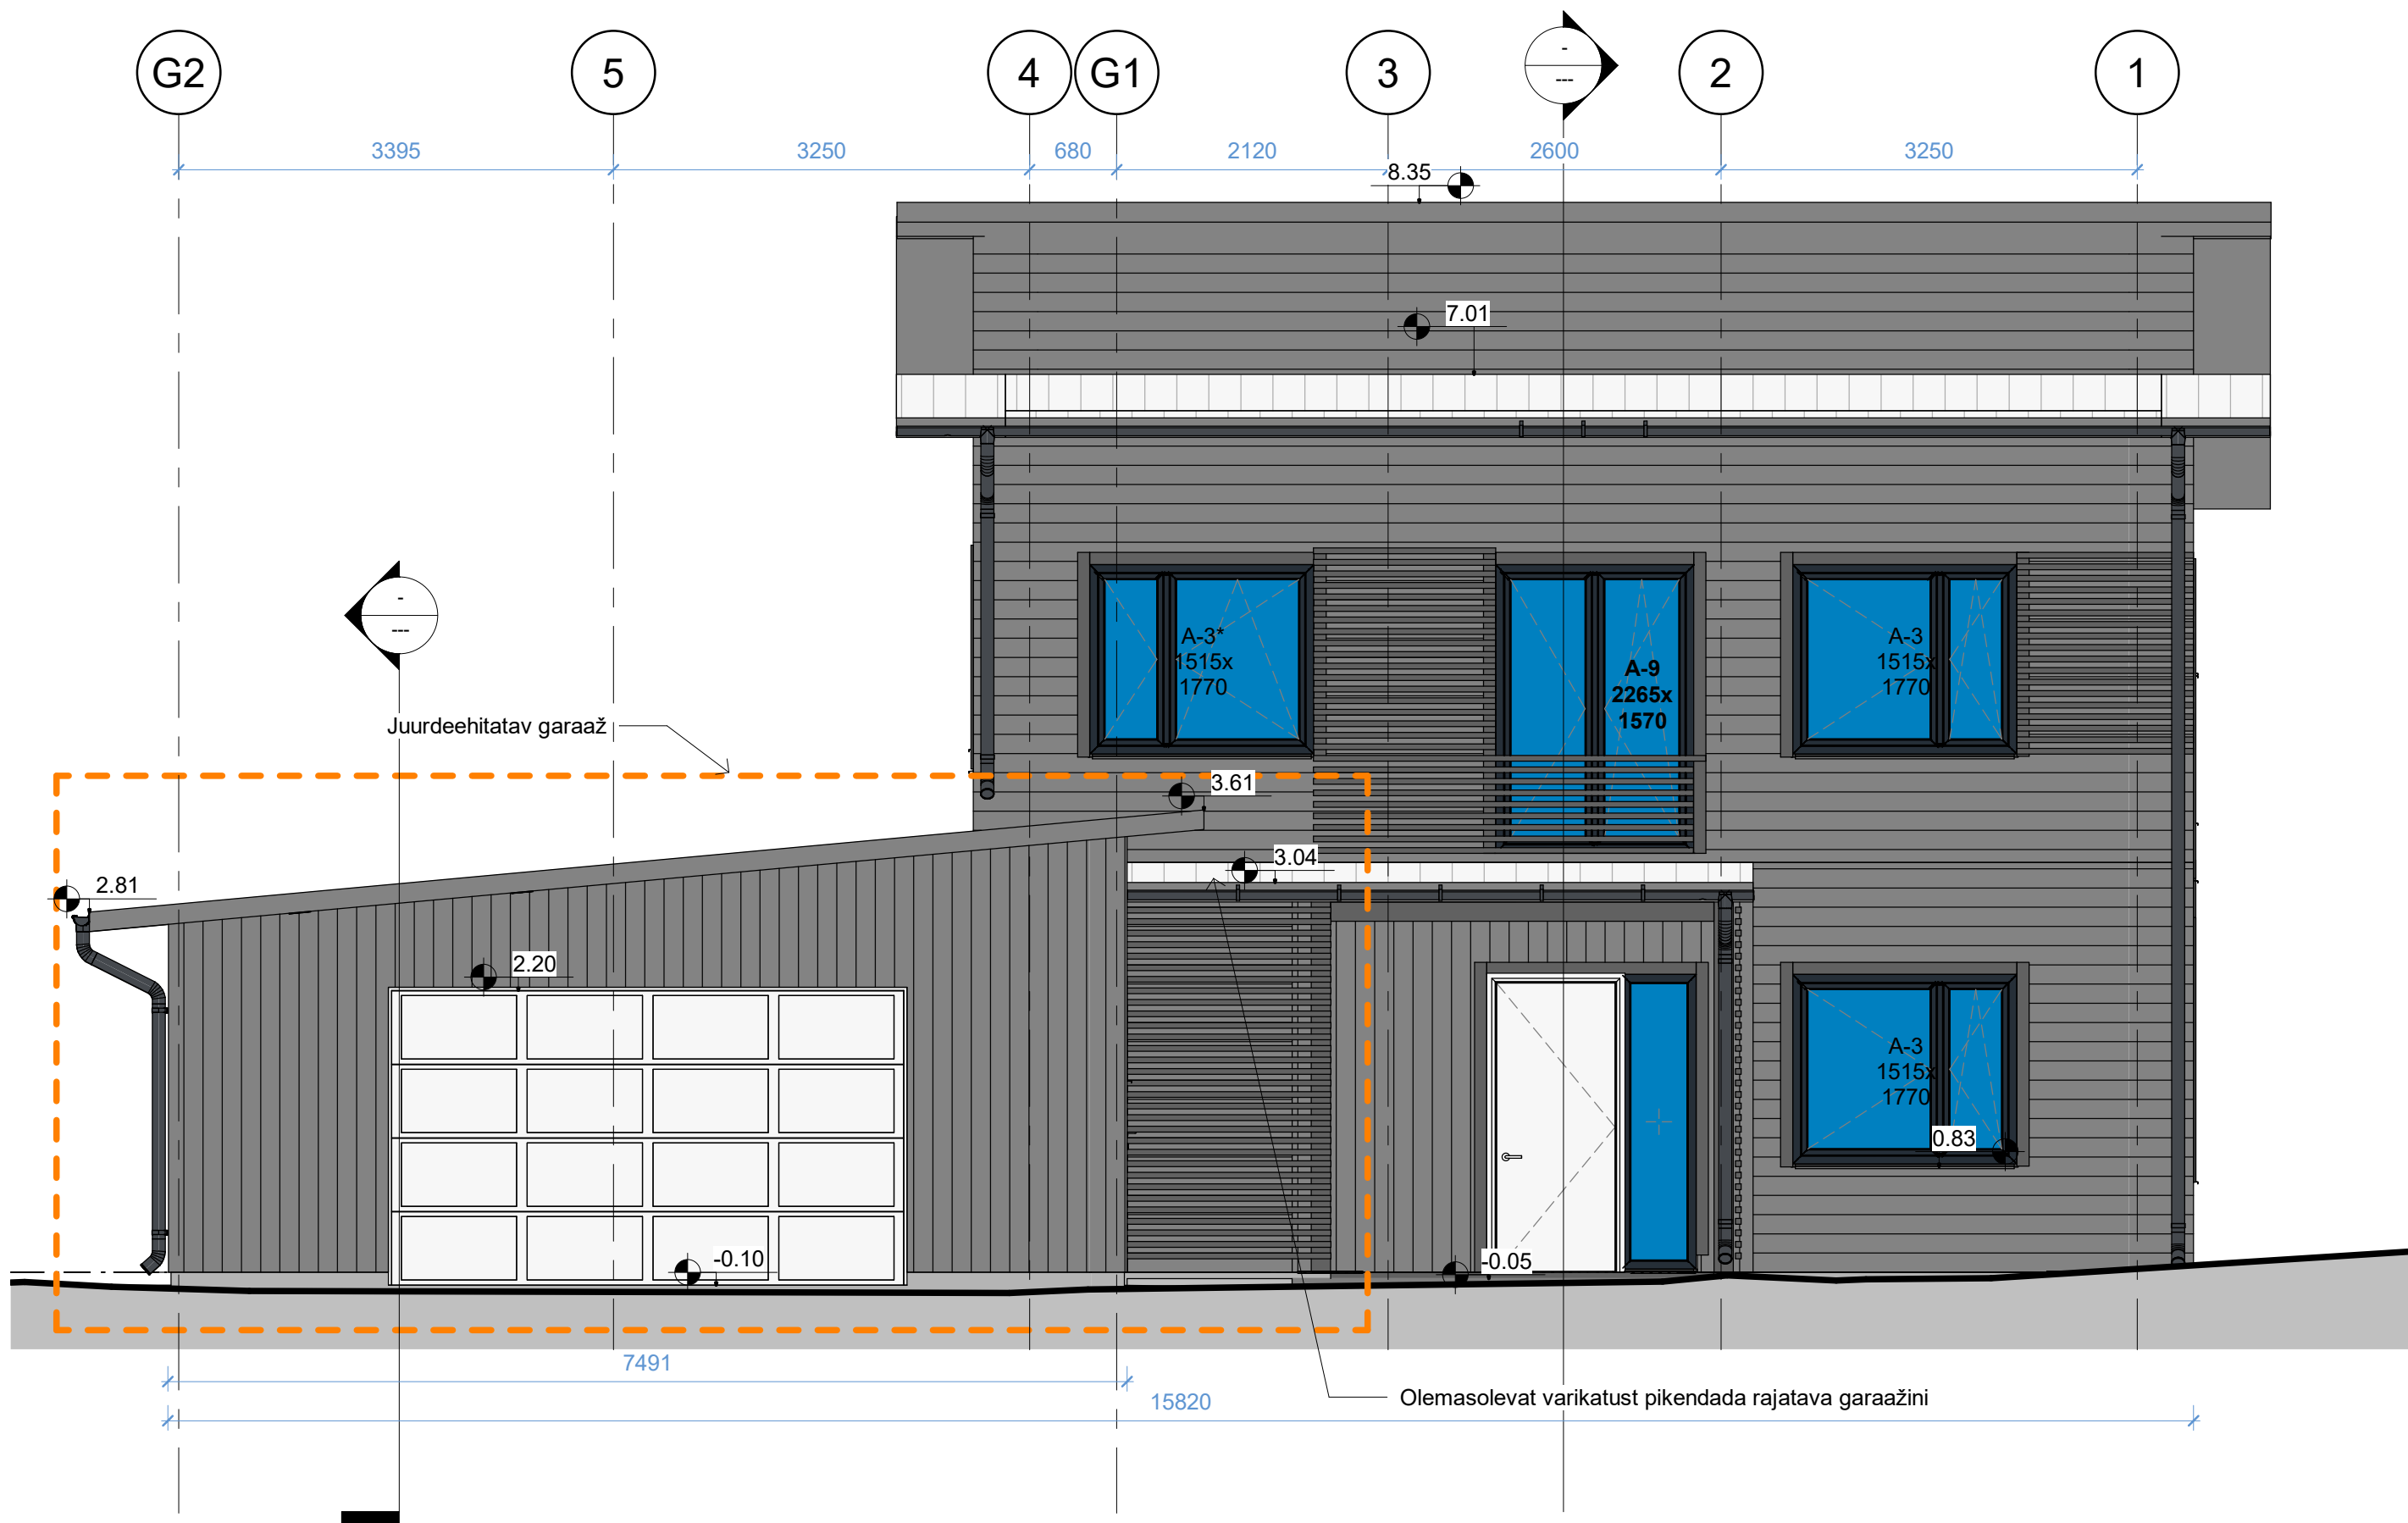 G2 5 4 G1 3 - 2 1
---
3395 3250 680 2120 2600 3250
8.35
7.01
-
---
A-3*
1515x
1770
A-9
2265x
1570
A-3
1515x
1770
Juurdeehitatav garaaž
3.61
3.04
2.81
2.20
A-3
1515x
1770
0.83
-0.10
-0.05
7491
Olemasolevat varikatust pikendada rajatava garaažini
15820